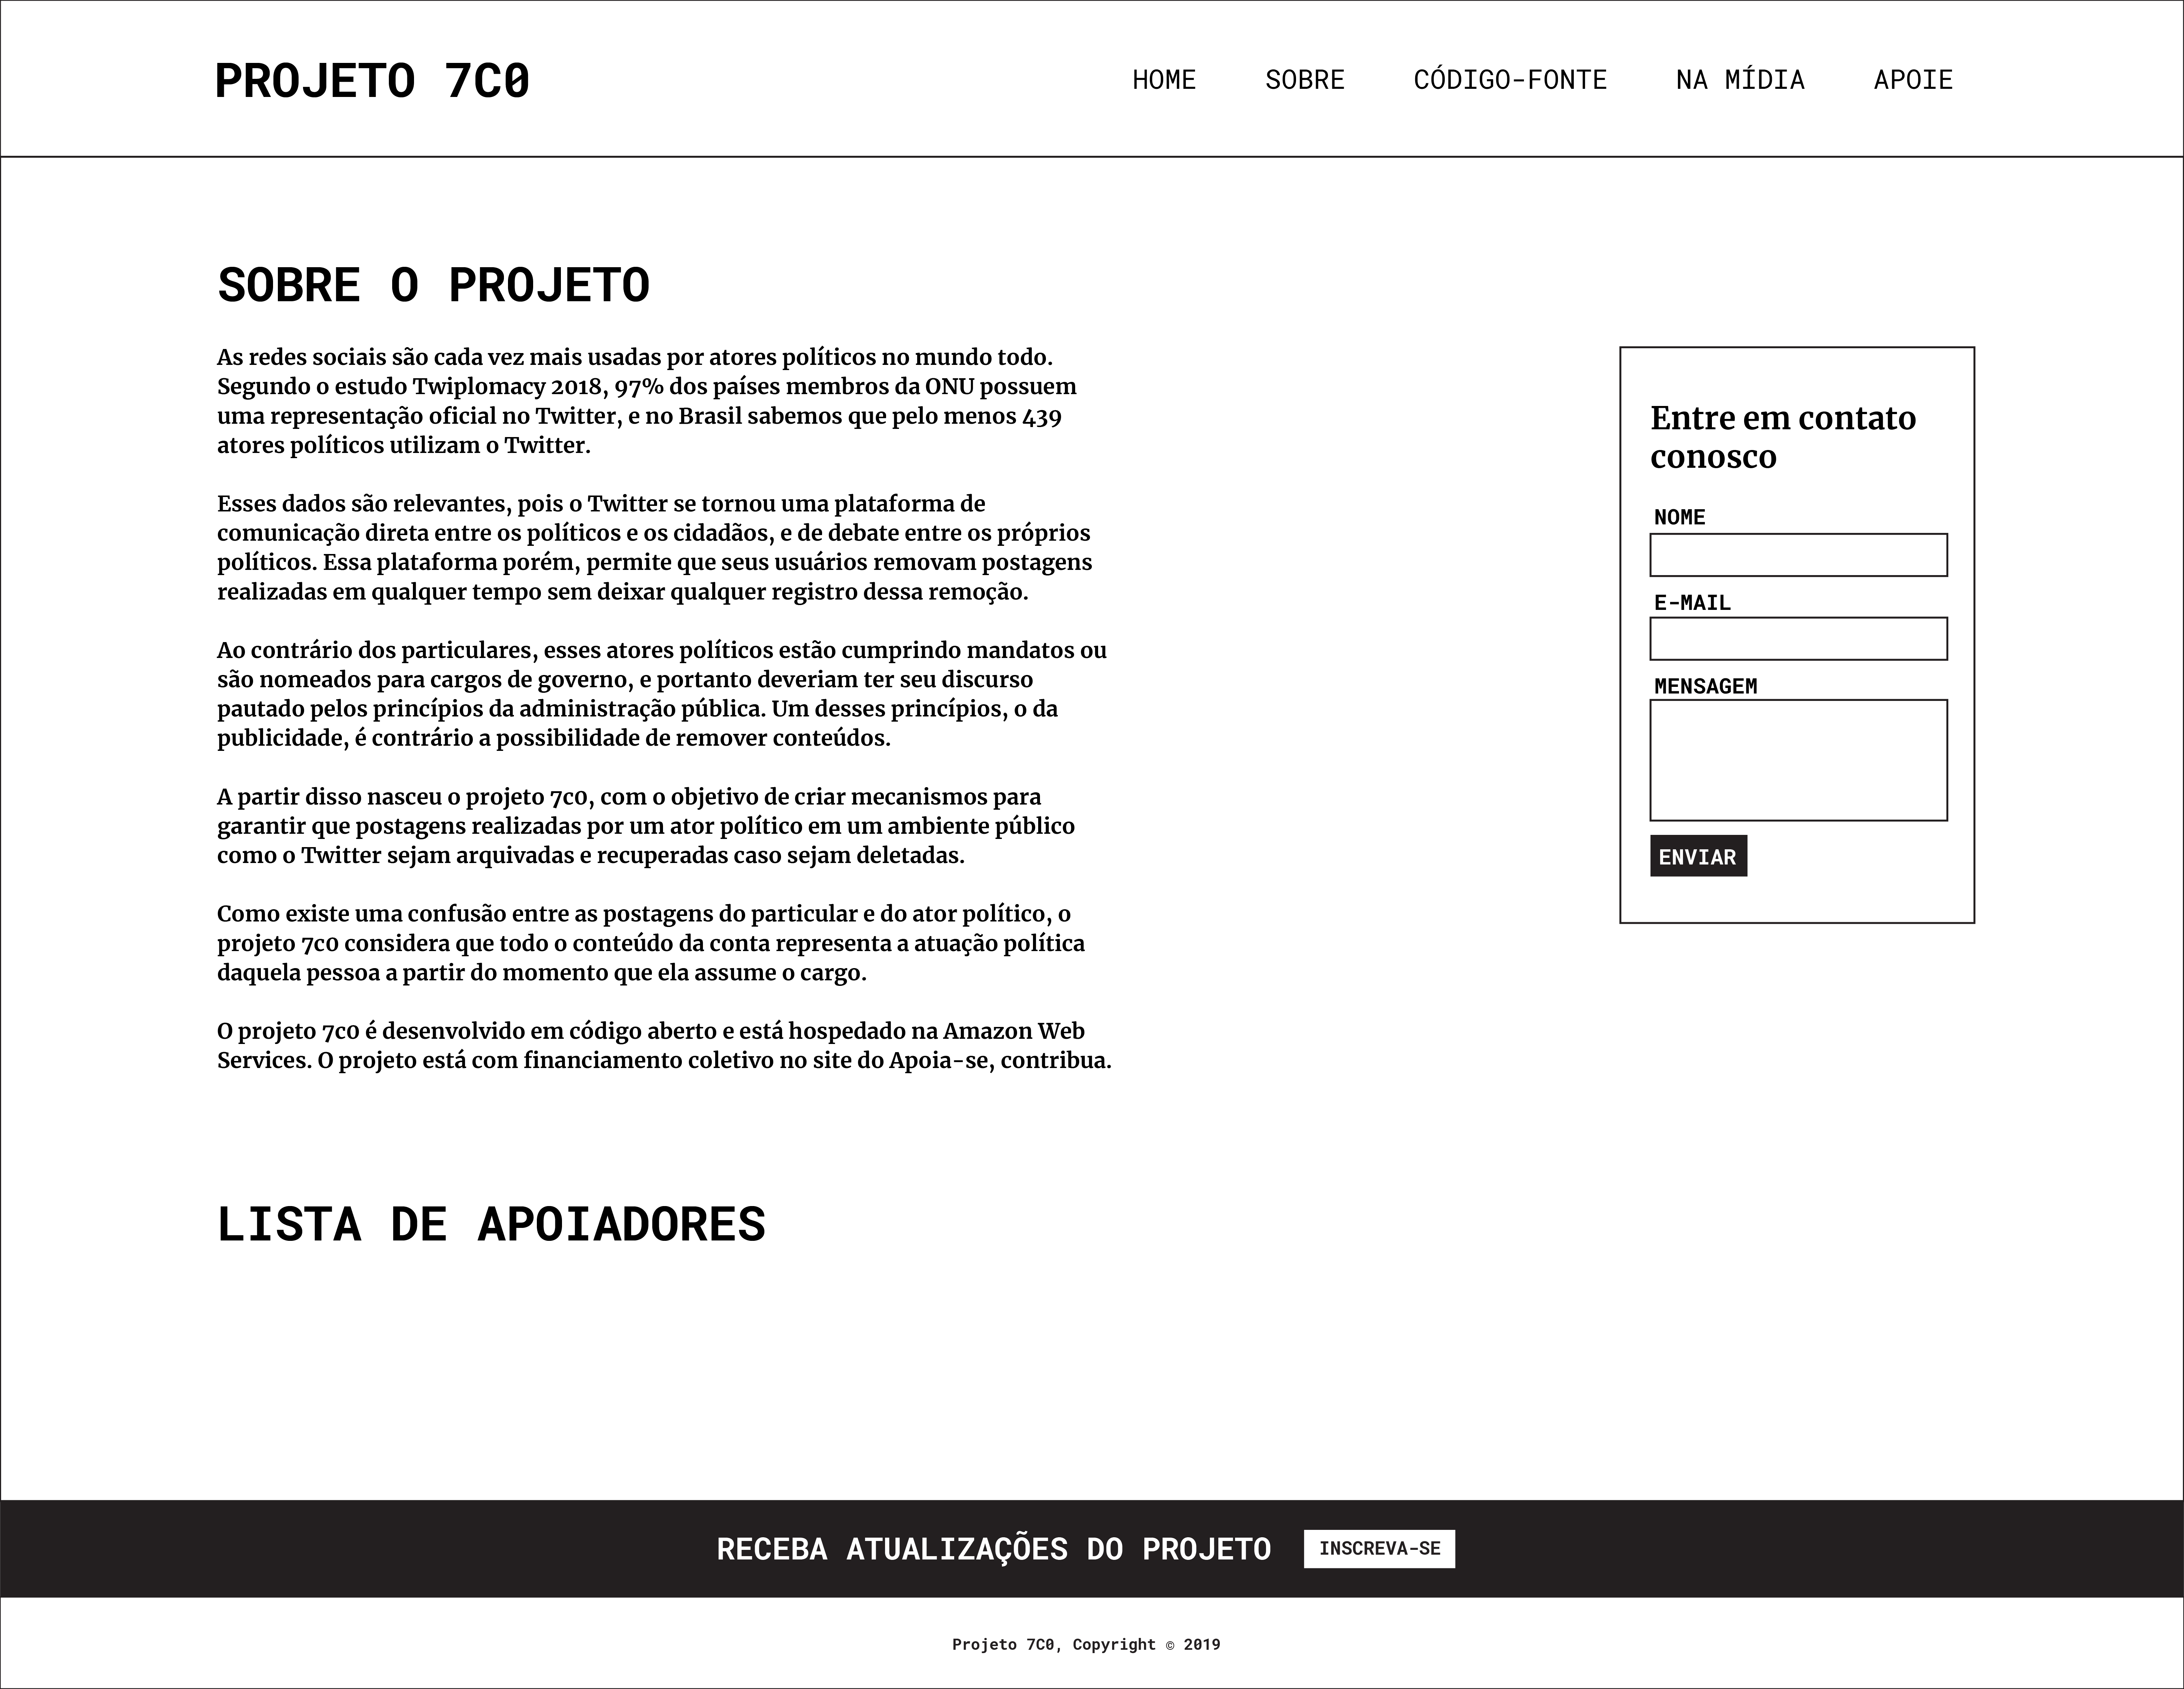 PROJETO 7C0
HOME SOBRE CÓDIGO-FONTE NA MÍDIA APOIE
SOBRE O PROJETO
As redes sociais são cada vez mais usadas por atores políticos no mundo todo.
Segundo o estudo Twiplomacy 2018, 97% dos países membros da ONU possuem
uma representação oficial no Twitter, e no Brasil sabemos que pelo menos 439
atores políticos utilizam o Twitter.
Esses dados são relevantes, pois o Twitter se tornou uma plataforma de
comunicação direta entre os políticos e os cidadãos, e de debate entre os próprios
políticos. Essa plataforma porém, permite que seus usuários removam postagens
realizadas em qualquer tempo sem deixar qualquer registro dessa remoção.
Ao contrário dos particulares, esses atores políticos estão cumprindo mandatos ou
são nomeados para cargos de governo, e portanto deveriam ter seu discurso
pautado pelos princípios da administração pública. Um desses princípios, o da
publicidade, é contrário a possibilidade de remover conteúdos.
A partir disso nasceu o projeto 7c0, com o objetivo de criar mecanismos para
garantir que postagens realizadas por um ator político em um ambiente público
como o Twitter sejam arquivadas e recuperadas caso sejam deletadas.
Como existe uma confusão entre as postagens do particular e do ator político, o
projeto 7c0 considera que todo o conteúdo da conta representa a atuação política
daquela pessoa a partir do momento que ela assume o cargo.
O projeto 7c0 é desenvolvido em código aberto e está hospedado na Amazon Web
Services. O projeto está com financiamento coletivo no site do Apoia-se, contribua.
Entre em contato
conosco
NOME
E-MAIL
MENSAGEM
ENVIAR
LISTA DE APOIADORES
RECEBA ATUALIZAÇÕES DO PROJETO INSCREVA-SE
Projeto 7C0, Copyright © 2019